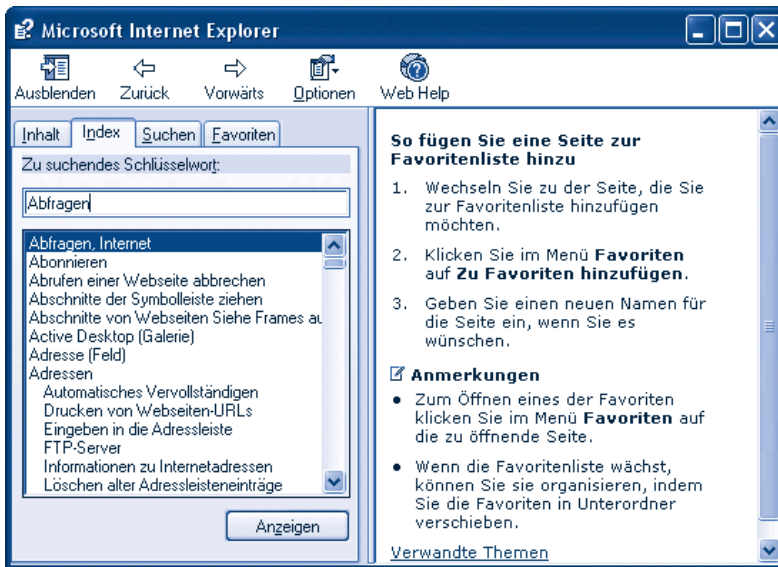 Microsoft Internet Explorer
Ausblenden Zurück Vorwärts Optionen Web Help
Inhalt Index Suchen Favoriten
Zu suchendes Schlüsselwort:
Abfragen
Abfragen, Internet
Abonnieren
Abrufen einer Webseite abbrechen
Abschnitte der Symbolleiste ziehen
Abschnitte von Webseiten Siehe Frames au
Active Desktop (Galerie)
Adresse (Feld)
Adressen
Automatisches Vervollständigen
Drucken von Webseiten-URLs
Eingeben in die Adressleiste
FTP-Server
Informationen zu Internetadressen
Löschen alter Adressleisteneinträge
Anzeigen
So fügen Sie eine Seite zur
Favoritenliste hinzu
1. Wechseln Sie zu der Seite, die Sie
zur Favoritenliste hinzufügen
möchten.
2. Klicken Sie im Menü Favoriten
auf Zu Favoriten hinzufügen.
3. Geben Sie einen neuen Namen für
die Seite ein, wenn Sie es
wünschen.
Anmerkungen
• Zum Öffnen eines der Favoriten
klicken Sie im Menü Favoriten auf
die zu öffnende Seite.
• Wenn die Favoritenliste wächst,
können Sie sie organisieren, indem
Sie die Favoriten in Unterordner
verschieben.
Verwandte Themen